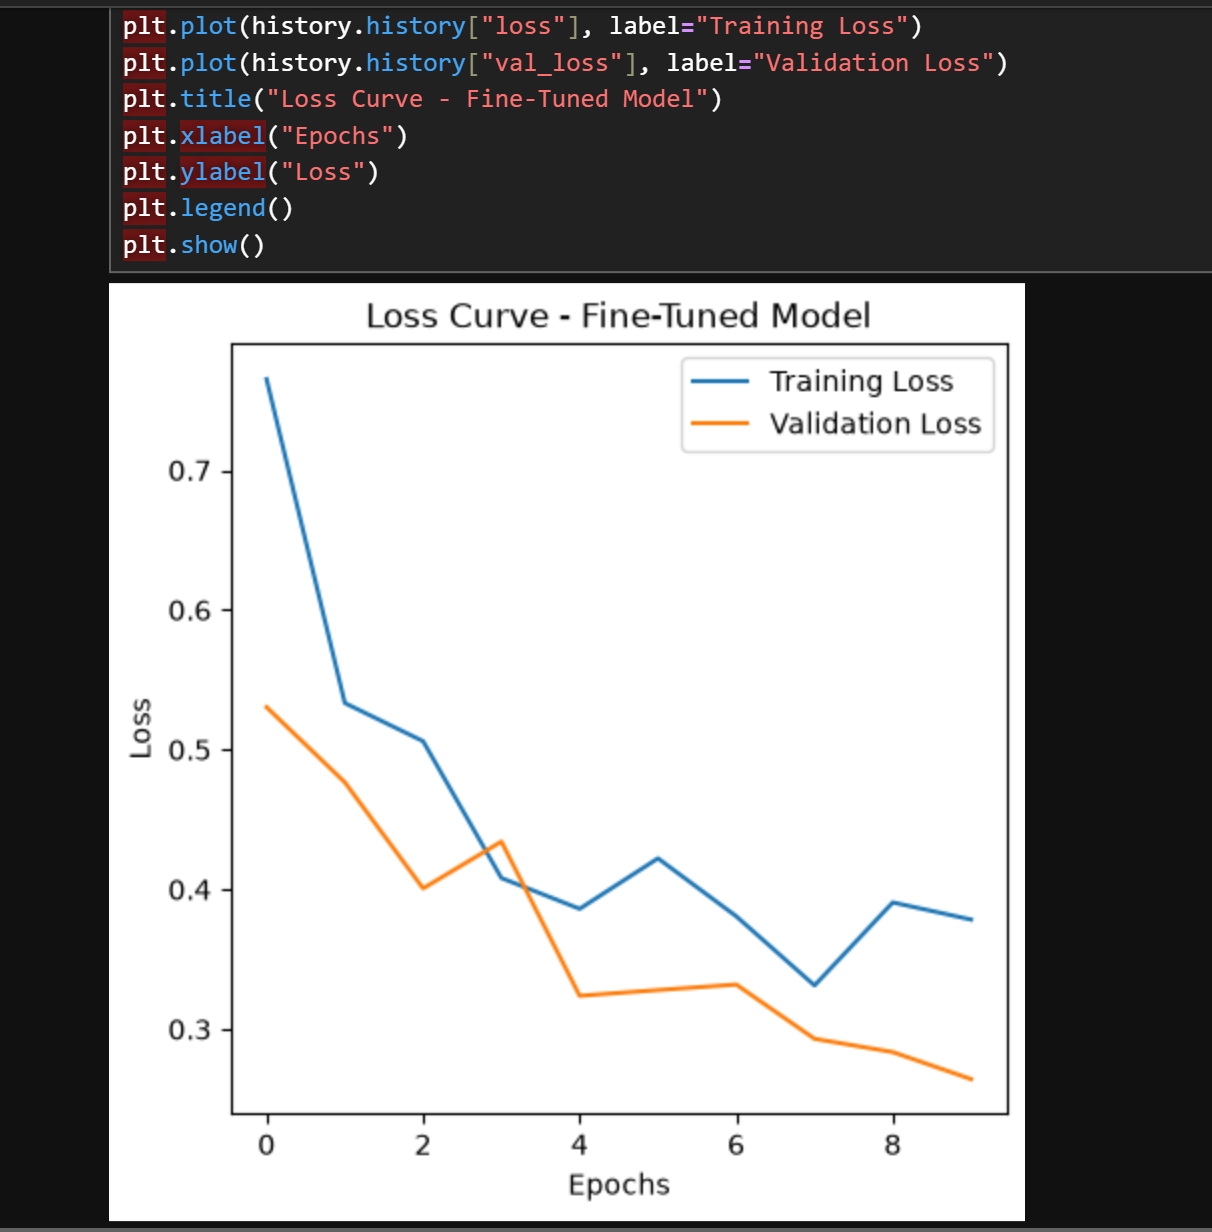 plt.plot(history.history["loss"], label="Training Loss")
plt.plot(history.history["val_loss"], label="Validation Loss")
plt.title("Loss Curve - Fine-Tuned Model")
plt.xlabel("Epochs")
plt.ylabel("Loss")
plt.legend()
plt.show()
Loss Curve - Fine-Tuned Model
Training Loss
Validation Loss
0.7
0.6
0.5
0.4
0.3
Loss
0 2 4 6 8
Epochs